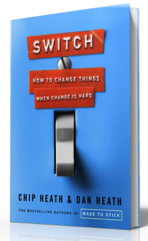 SWITCH
HOW TO CHANGE THINGS
WHEN CHANGE IS HARD
CHIP HEATH & DAN HEATH
THE BESTSELLING AUTHORS OF MADE TO STICK